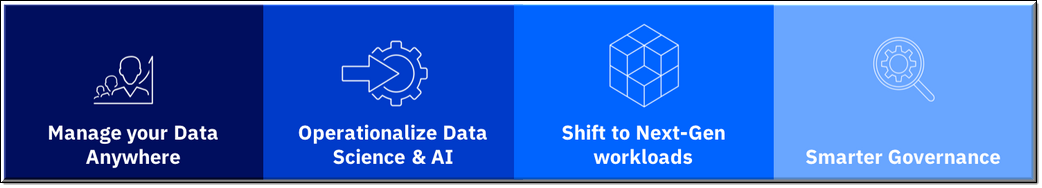 Manage your Data
Anywhere
Operationalize Data
Science & AI
Shift to Next-Gen
workloads
Smarter Governance